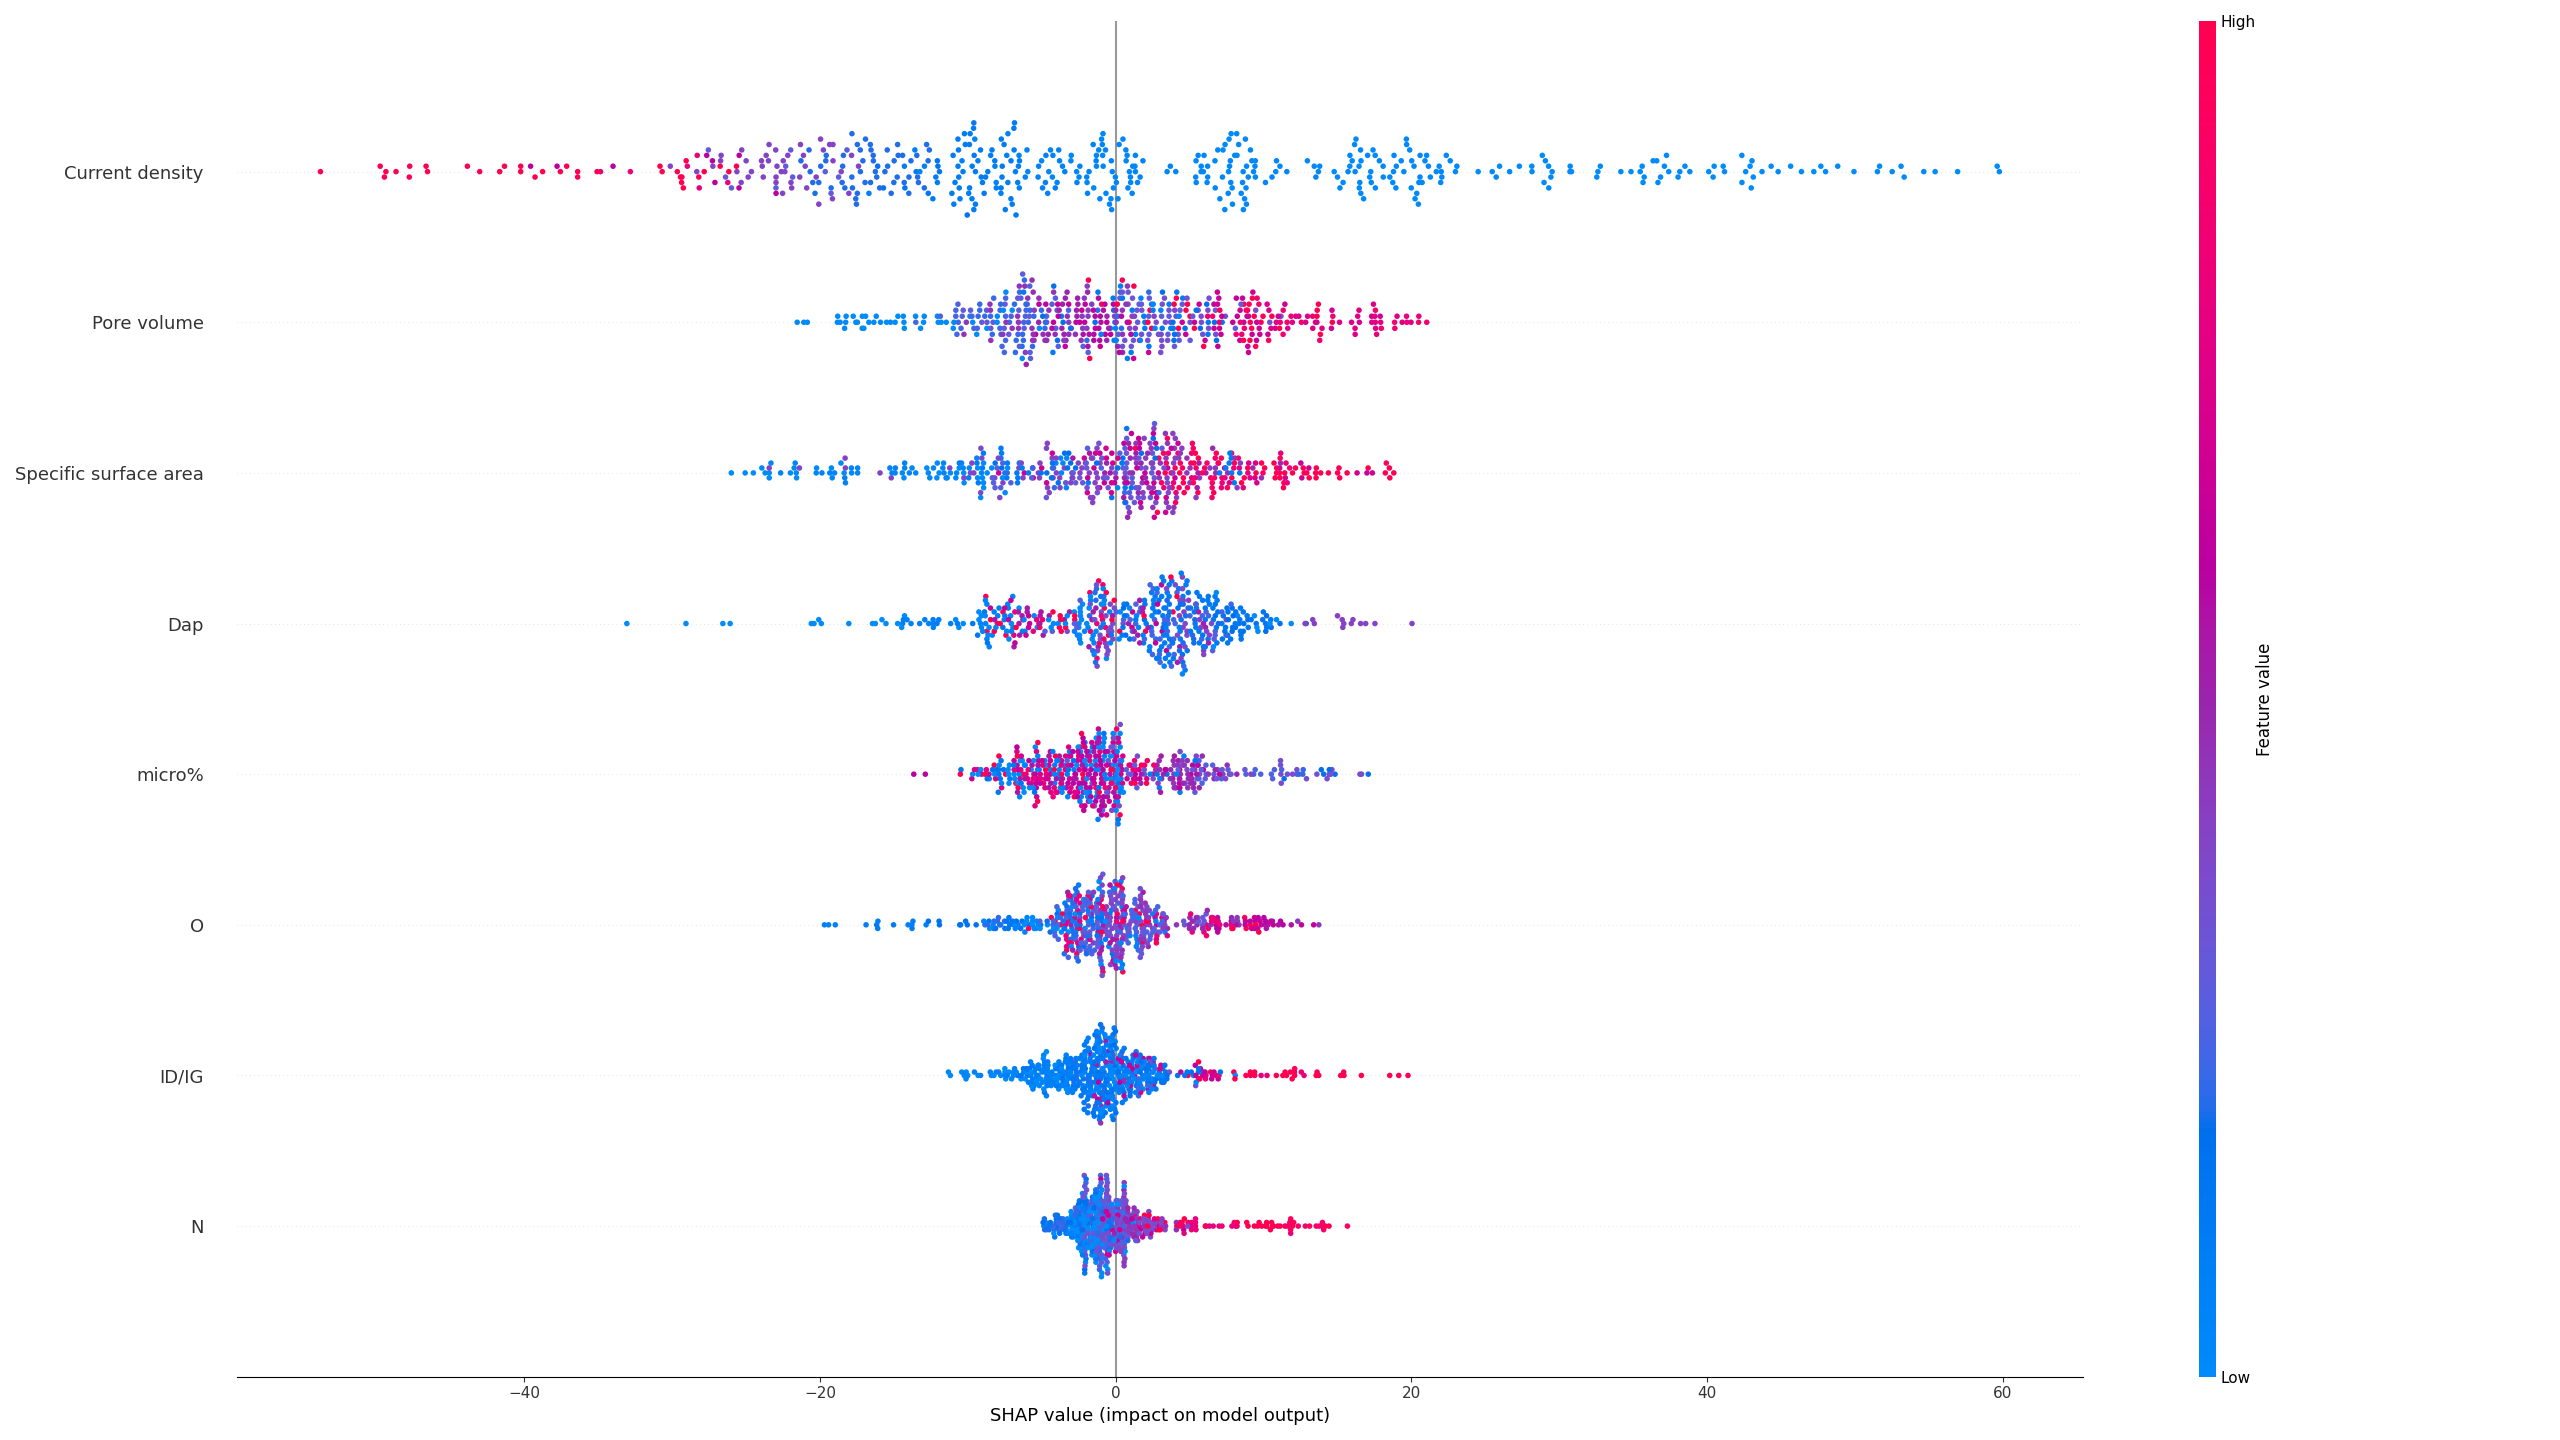 High
Current density
Pore volume
Specific surface area
Dap
micro%
O
ID/IG
N
Feature value
Low
−40
−20
0
20
40
60
SHAP value (impact on model output)